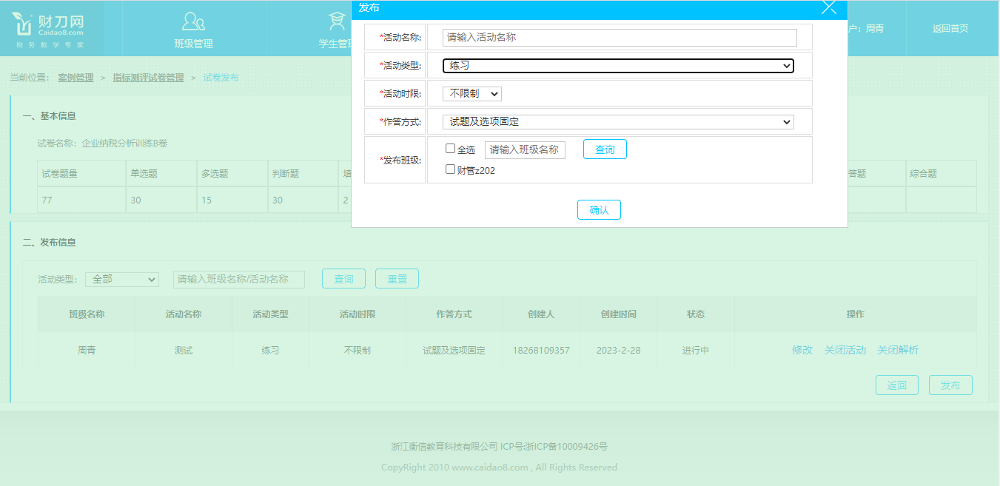 财刀网
Caidao8.com
税务教学专家
班级管理
学生管
户：周青
返回首页
发布
*活动名称:
请输入活动名称
*活动类型:
练习
*活动时限:
不限制
*作答方式:
试题及选项固定
*发布班级:
全选
请输入班级名称
查询
财管z202
确认
当前位置： 案例管理 > 指标测评试卷管理 > 试卷发布
一、基本信息
试卷名称：企业纳税分析训练B卷
试卷题量 单选题 多选题 判断题 填 答题 综合题
77 30 15 30 2
二、发布信息
活动类型： 全部 请输入班级名称/活动名称 查询 重置
班级名称 活动名称 活动类型 活动时限 作答方式 创建人 创建时间 状态 操作
周青 测试 练习 不限制 试题及选项固定 18268109357 2023-2-28 进行中 修改 关闭活动 关闭解析
返回 发布
浙江衡信教育科技有限公司 ICP号:浙ICP备10009426号
CopyRight 2010 www.caidao8.com , All Rights Reserved